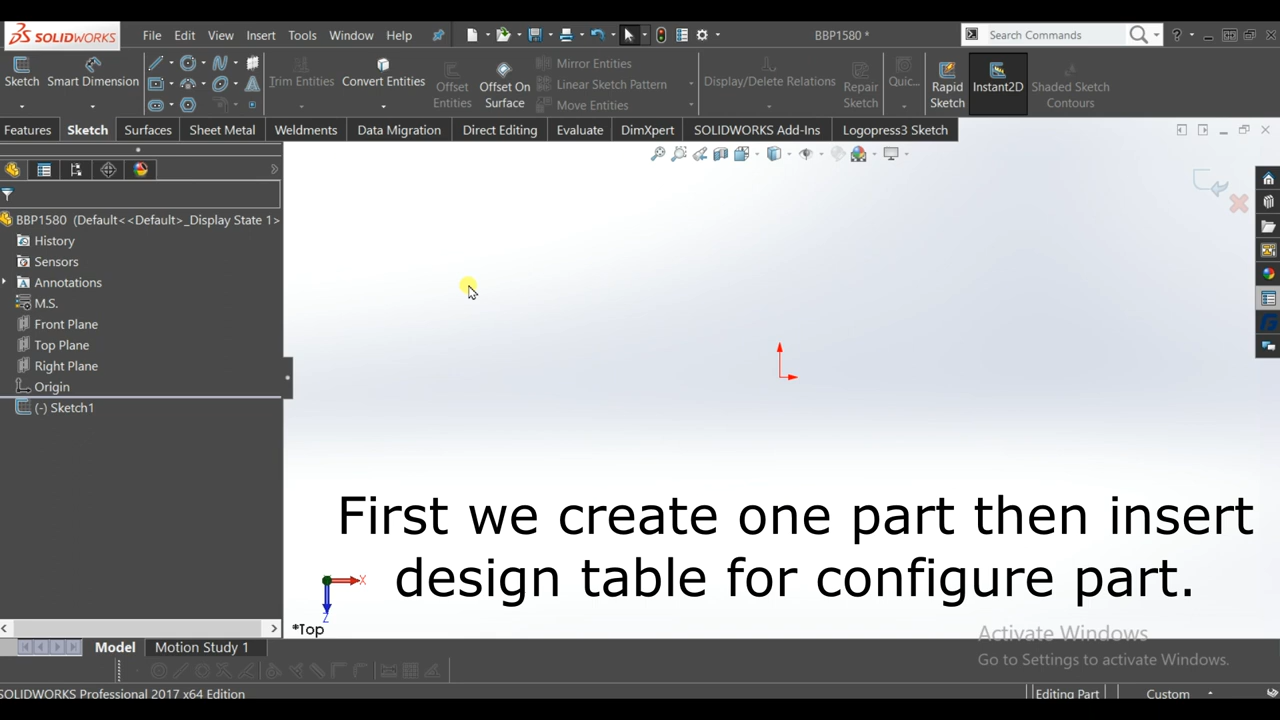 SOLIDWORKS File Edit View Insert Tools Window Help BBP1580 * Search Commands ?
Sketch Smart Dimension Trim Entities Convert Entities Offset Entities Offset On Surface Mirror Entities Linear Sketch Pattern Move Entities Display/Delete Relations Repair Sketch Quic... Rapid Sketch Instant2D Shaded Sketch Contours
Features Sketch Surfaces Sheet Metal Weldments Data Migration Direct Editing Evaluate DimXpert SOLIDWORKS Add-Ins Logopress3 Sketch
BBP1580 (Default<<Default>_Display State 1>
History
Sensors
Annotations
M.S.
Front Plane
Top Plane
Right Plane
Origin
(-) Sketch1
First we create one part then insert
design table for configure part.
X
Z
*Top
Activate Windows
Go to Settings to activate Windows.
Model Motion Study 1
SOLIDWORKS Professional 2017 x64 Edition Editing Part Custom